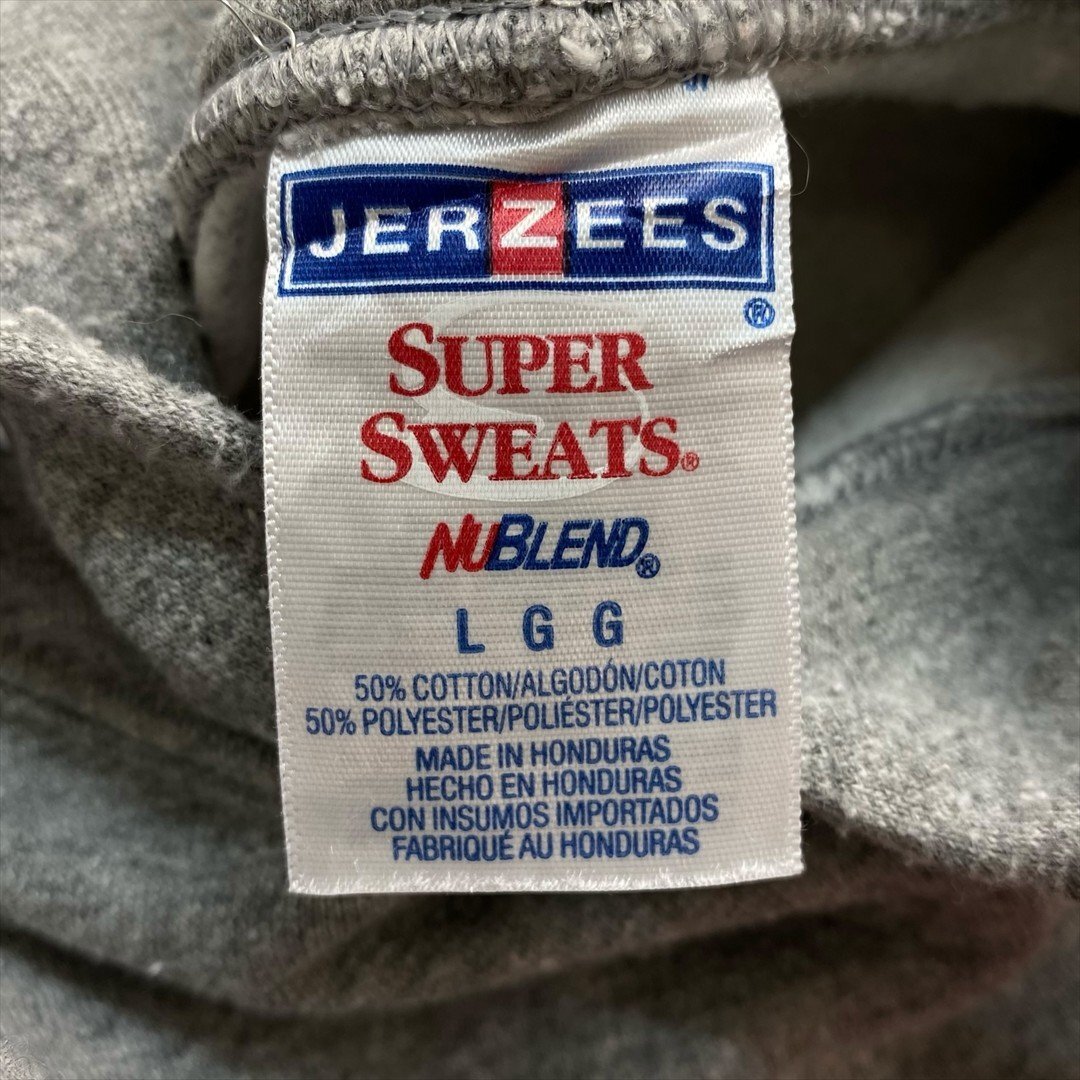 JERZEES
®
SUPER
SWEATS®
NUBLEND®
L G G
50% COTTON/ALGODÓN/COTON
50% POLYESTER/POLIÉSTER/POLYESTER
MADE IN HONDURAS
HECHO EN HONDURAS
CON INSUMOS IMPORTADOS
FABRIQUÉ AU HONDURAS